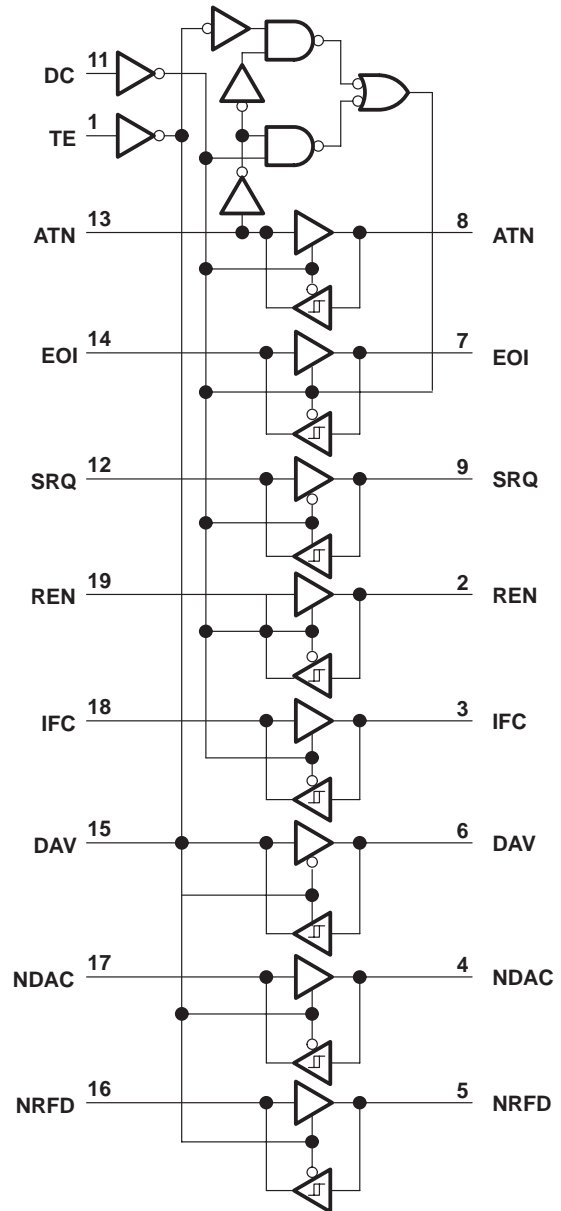 11
DC
1
TE
13
ATN
8
ATN
14
EOI
7
EOI
12
SRQ
9
SRQ
19
REN
2
REN
18
IFC
3
IFC
15
DAV
6
DAV
17
NDAC
4
NDAC
16
NRFD
5
NRFD